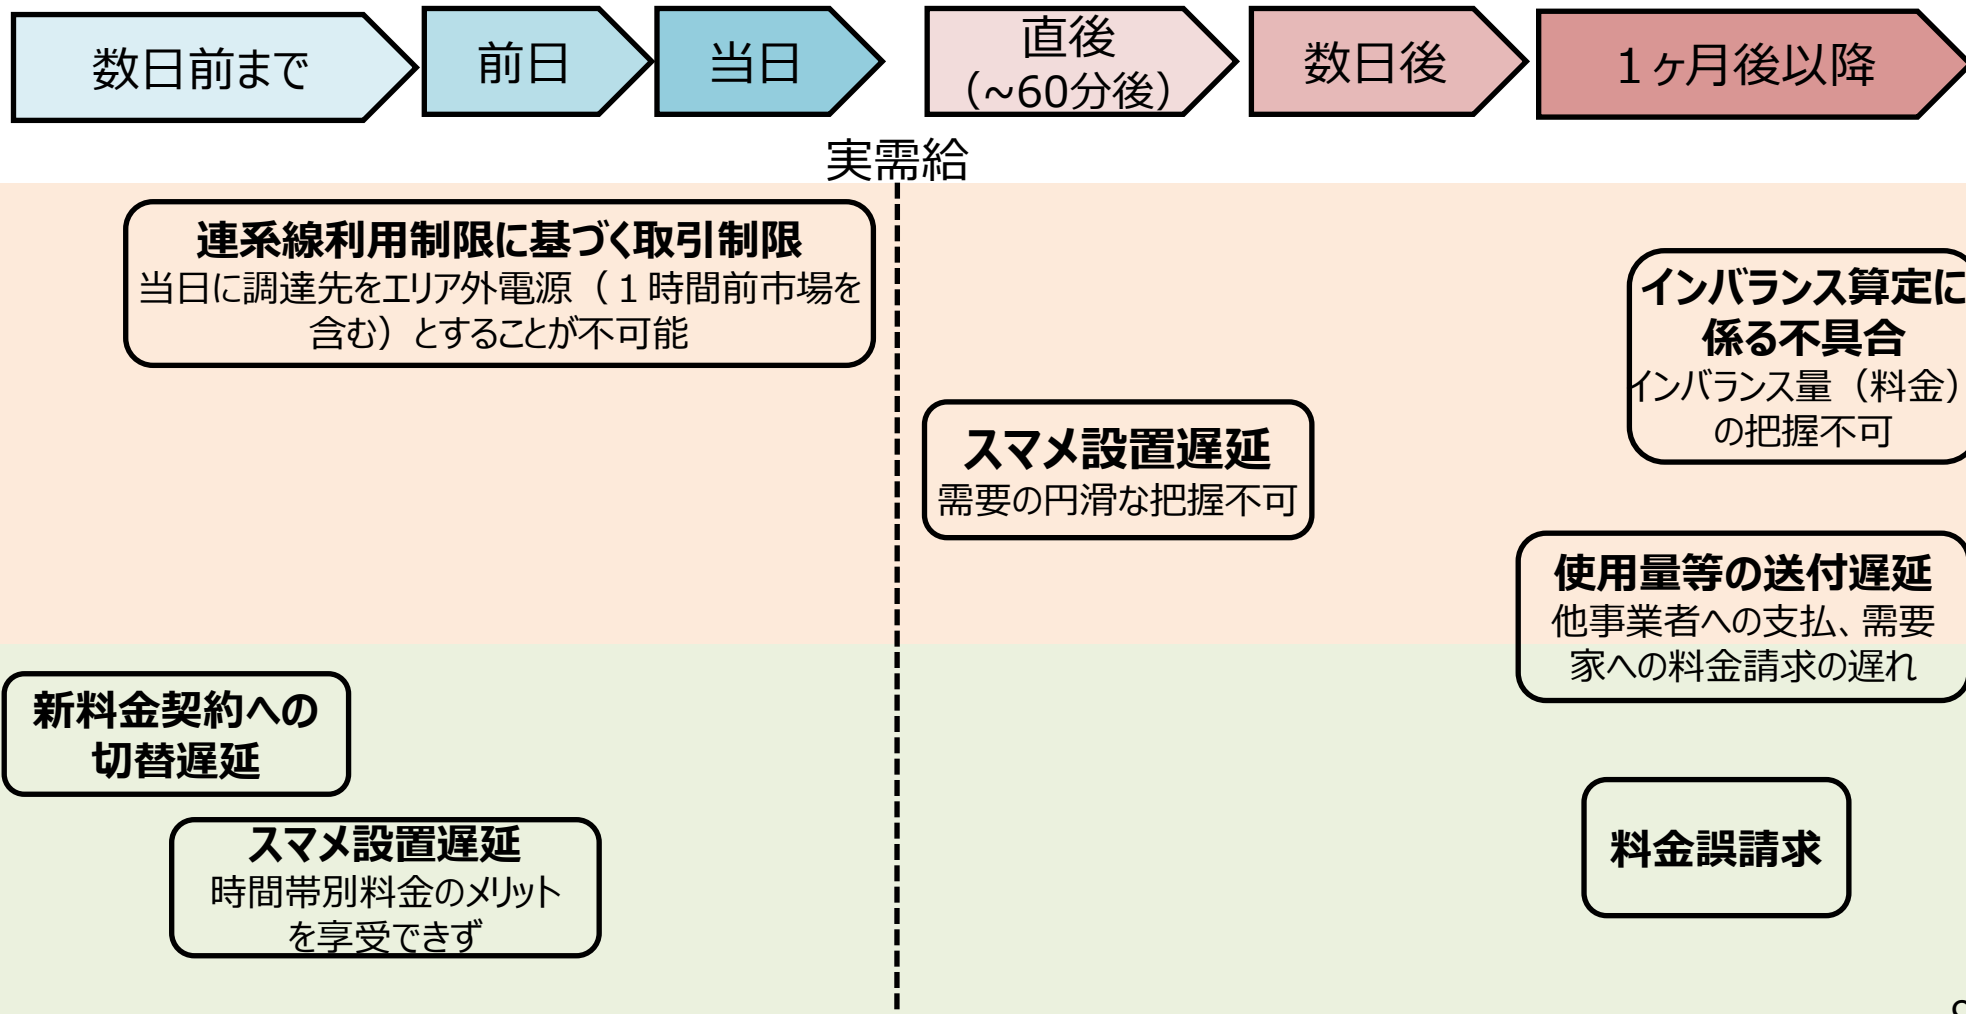 数日前まで
前日
当日
直後
（~60分後）
数日後
１ヶ月後以降
実需給
連系線利用制限に基づく取引制限
当日に調達先をエリア外電源（１時間前市場を
含む）とすることが不可能
インバランス算定に
係る不具合
インバランス量（料金）
の把握不可
スマメ設置遅延
需要の円滑な把握不可
使用量等の送付遅延
他事業者への支払、需要
家への料金請求の遅れ
新料金契約への
切替遅延
スマメ設置遅延
時間帯別料金のメリット
を享受できず
料金誤請求